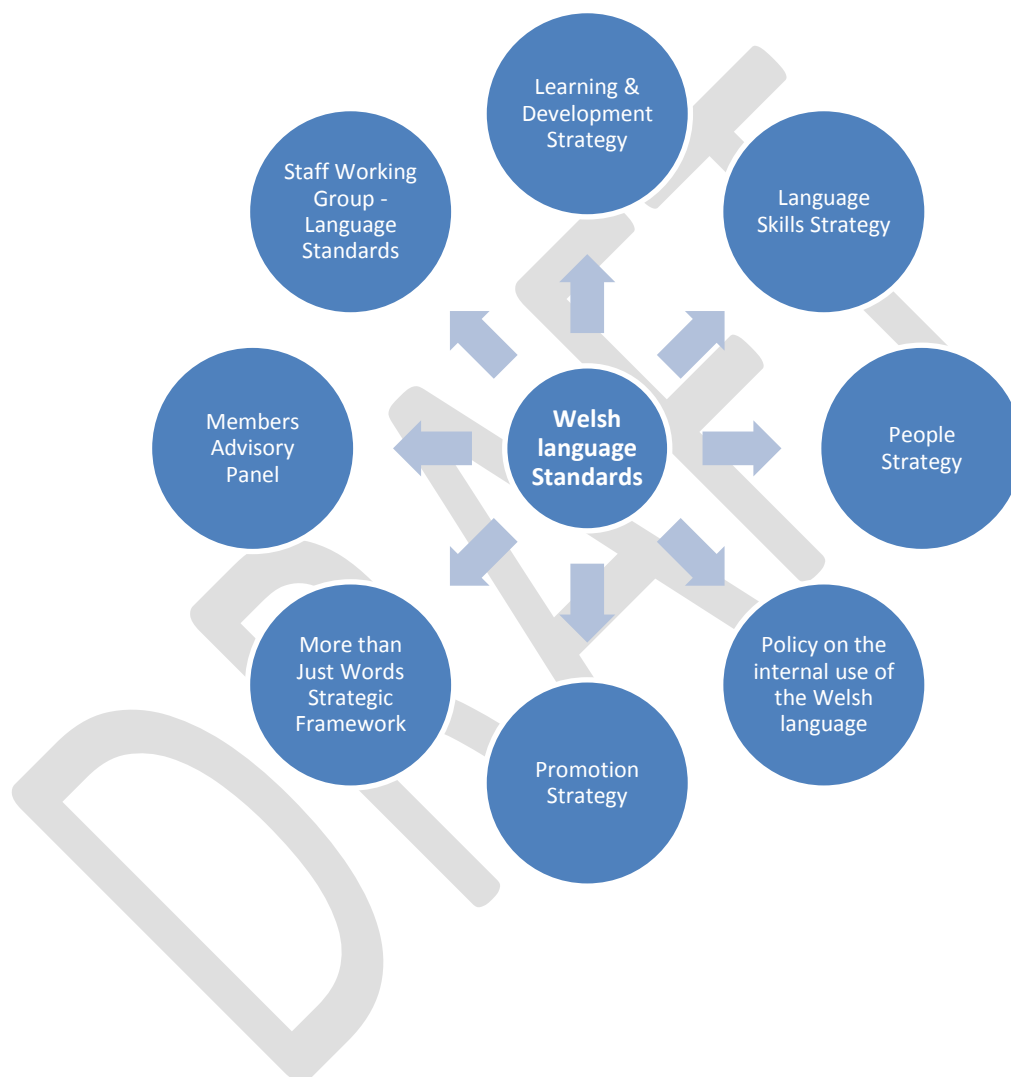 Learning &
Development
Strategy
Language
Skills Strategy
People
Strategy
Policy on the
internal use of
the Welsh
language
Promotion
Strategy
More than
Just Words
Strategic
Framework
Members
Advisory
Panel
Staff Working
Group -
Language
Standards
Welsh
language
Standards
DRAFT